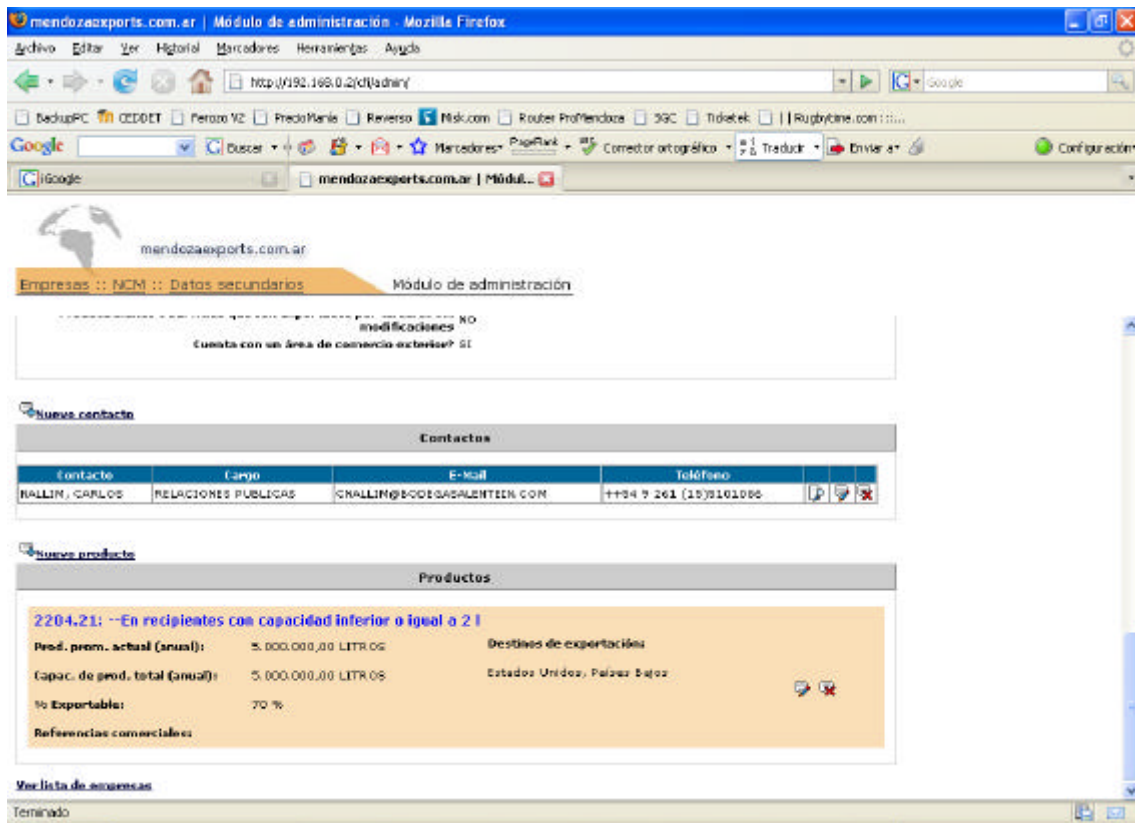 mendozaexports.com.ar | Módulo de administración - Mozilla Firefox
Archivo Editar Ver Historial Marcadores Herramientas Ayuda
http://192.168.0.2/cfi/admin/ Google
BackupPC CEDDET Perozo V2 PredoMania Reverso Misk.com Router ProMendoza SGC Ticketek || Rugbytime.com :::...
Google Buscar Marcadores PageRank Corrector ortográfico Traducir Enviar a Configuración
iGoogle mendozaexports.com.ar | Módul...
mendozaexports.com.ar
Empresas :: NCM :: Datos secundarios Módulo de administración
modificaciones NO
Cuenta con un área de comercio exterior? SI
Nuevo contacto
Contactos
Contacto Cargo E-Mail Teléfono
NALLIM, CARLOS RELACIONES PUBLICAS CNALLIM@BODEGASALENTEIN.COM
Nuevo producto
Productos
2204.21: --En recipientes con capacidad inferior o igual a 2 l
Prod. prom. actual (anual): 5.000.000,00 LITROS Destinos de exportación:
Capac. de prod. total (anual): 5.000.000,00 LITROS Estados Unidos, Países Bajos
% Exportable: 70 %
Referencias comerciales:
Ver lista de empresas
Terminado